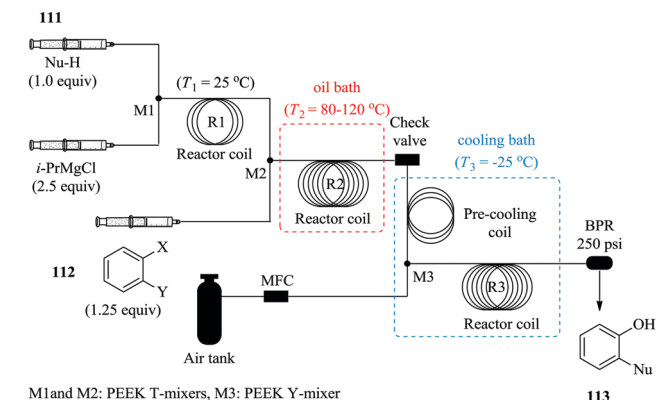 111
Nu-H
(1.0 equiv)
M1
i-PrMgCl
(2.5 equiv)
(T1 = 25 °C)
R1
Reactor coil
M2
oil bath
(T2 = 80-120 °C)
R2
Reactor coil
Check
valve
cooling bath
(T3 = -25 °C)
Pre-cooling
coil
M3
R3
Reactor coil
BPR
250 psi
112
X
Y
(1.25 equiv)
MFC
Air tank
OH
Nu
113
M1and M2: PEEK T-mixers, M3: PEEK Y-mixer